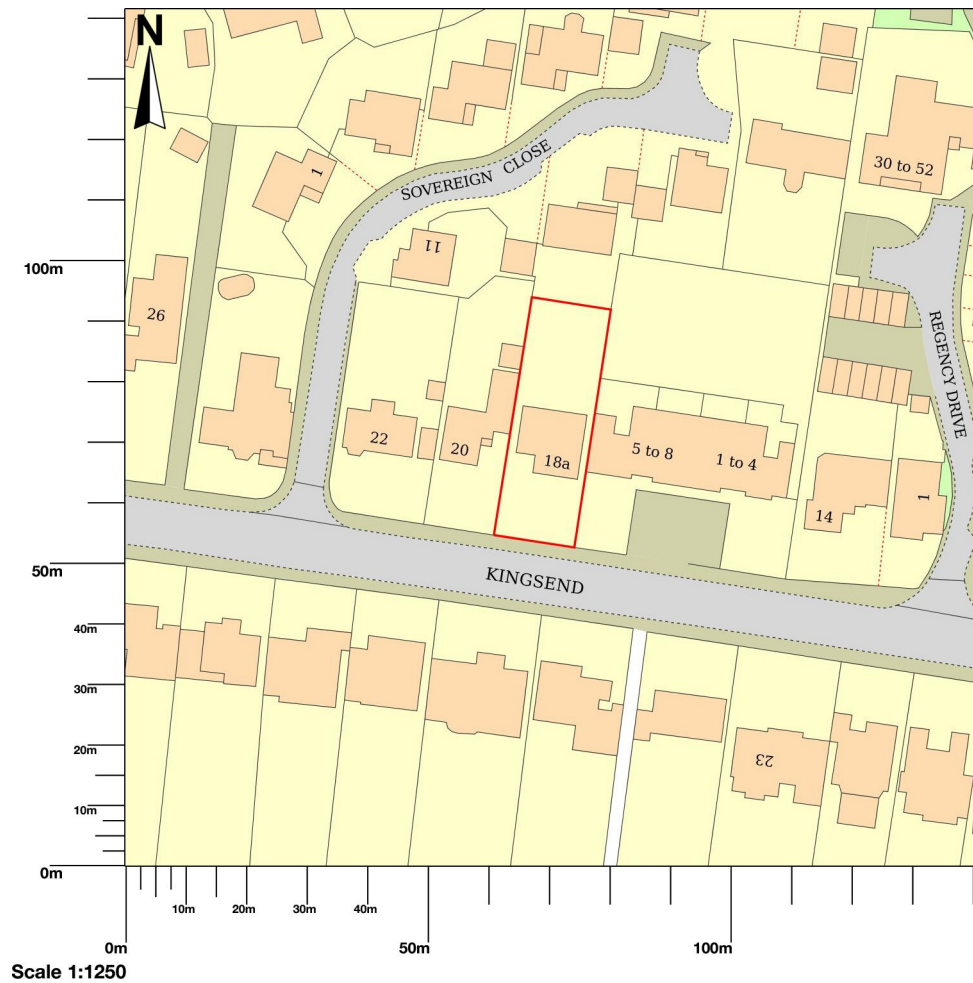 N
SOVEREIGN CLOSE
1
30 to 52
11
100m
26
REGENCY DRIVE
22
20
18a
5 to 8
1 to 4
14
1
50m
KINGSEND
40m
30m
20m
23
10m
0m
10m
20m
30m
40m
0m
50m
100m
Scale 1:1250